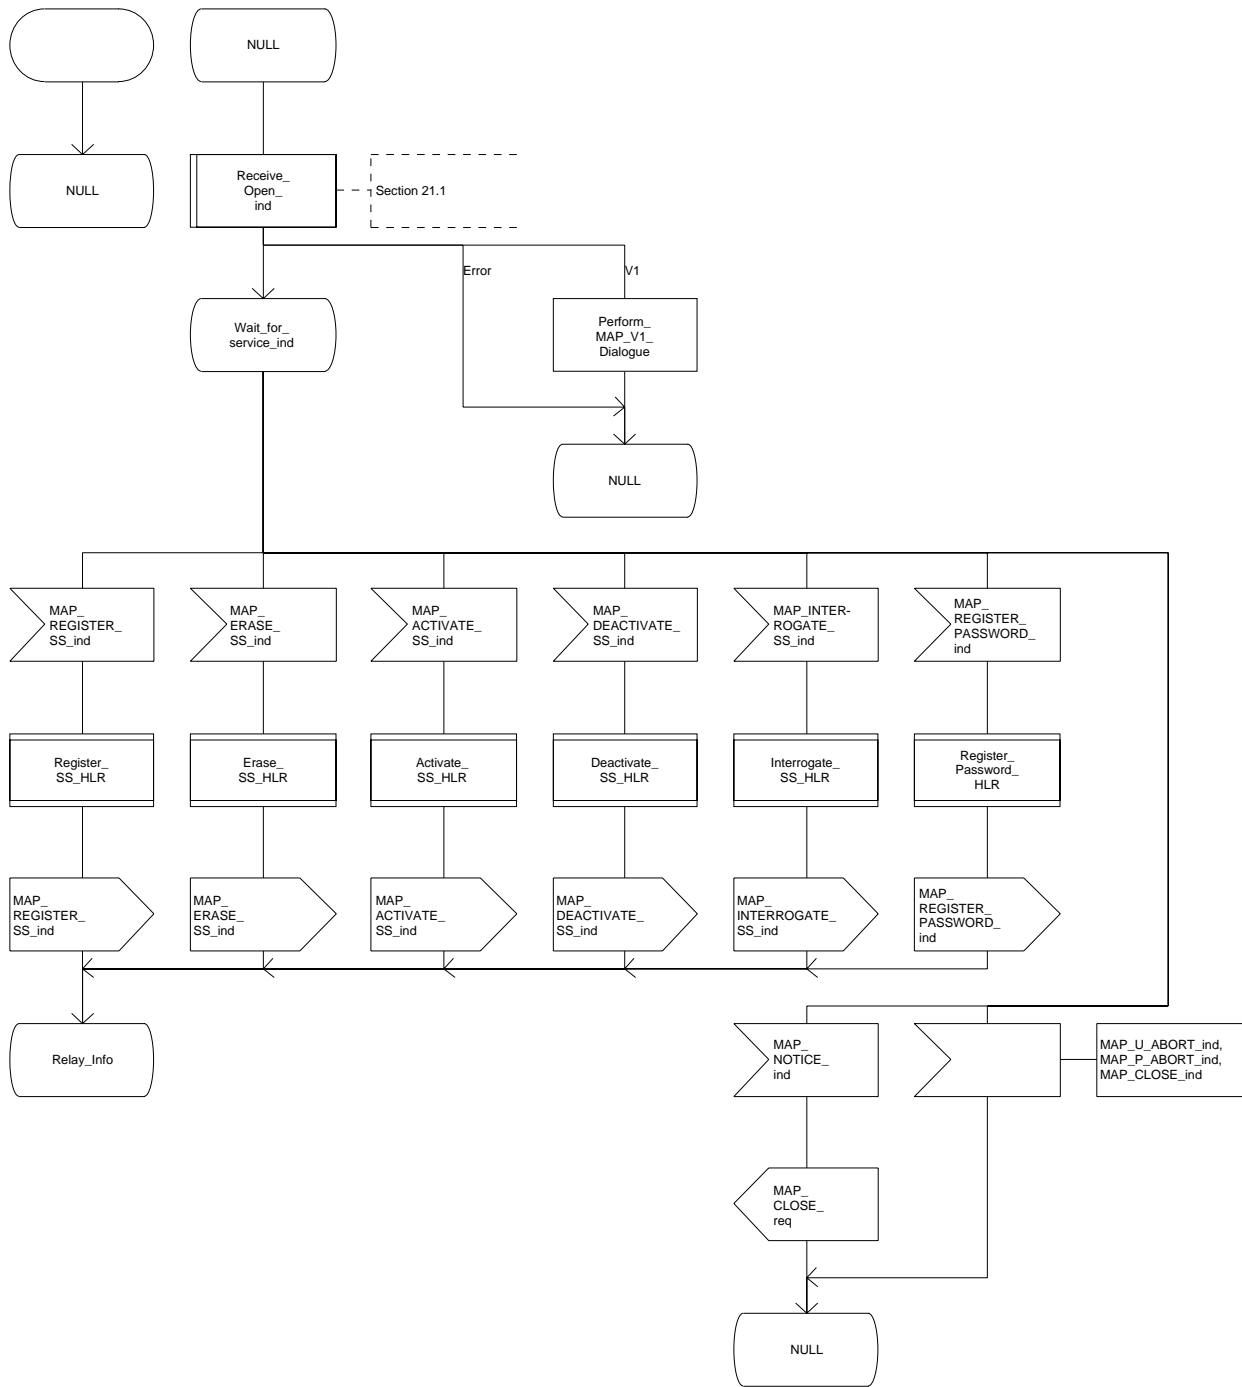 NULL
NULL
Receive_
Open_
ind
Section 21.1
Error
V1
Wait_for_
service_ind
Perform_
MAP_V1_
Dialogue
NULL
MAP_
REGISTER_
SS_ind
MAP_
ERASE_
SS_ind
MAP_
ACTIVATE_
SS_ind
MAP_
DEACTIVATE_
SS_ind
MAP_INTER-
ROGATE_
SS_ind
MAP_
REGISTER_
PASSWORD_
ind
Register_
SS_HLR
Erase_
SS_HLR
Activate_
SS_HLR
Deactivate_
SS_HLR
Interrogate_
SS_HLR
Register_
Password_
HLR
MAP_
REGISTER_
SS_ind
MAP_
ERASE_
SS_ind
MAP_
ACTIVATE_
SS_ind
MAP_
DEACTIVATE_
SS_ind
MAP_
INTERROGATE_
SS_ind
MAP_
REGISTER_
PASSWORD_
ind
Relay_Info
MAP_
NOTICE_
ind
MAP_U_ABORT_ind,
MAP_P_ABORT_ind,
MAP_CLOSE_ind
MAP_
CLOSE_
req
NULL